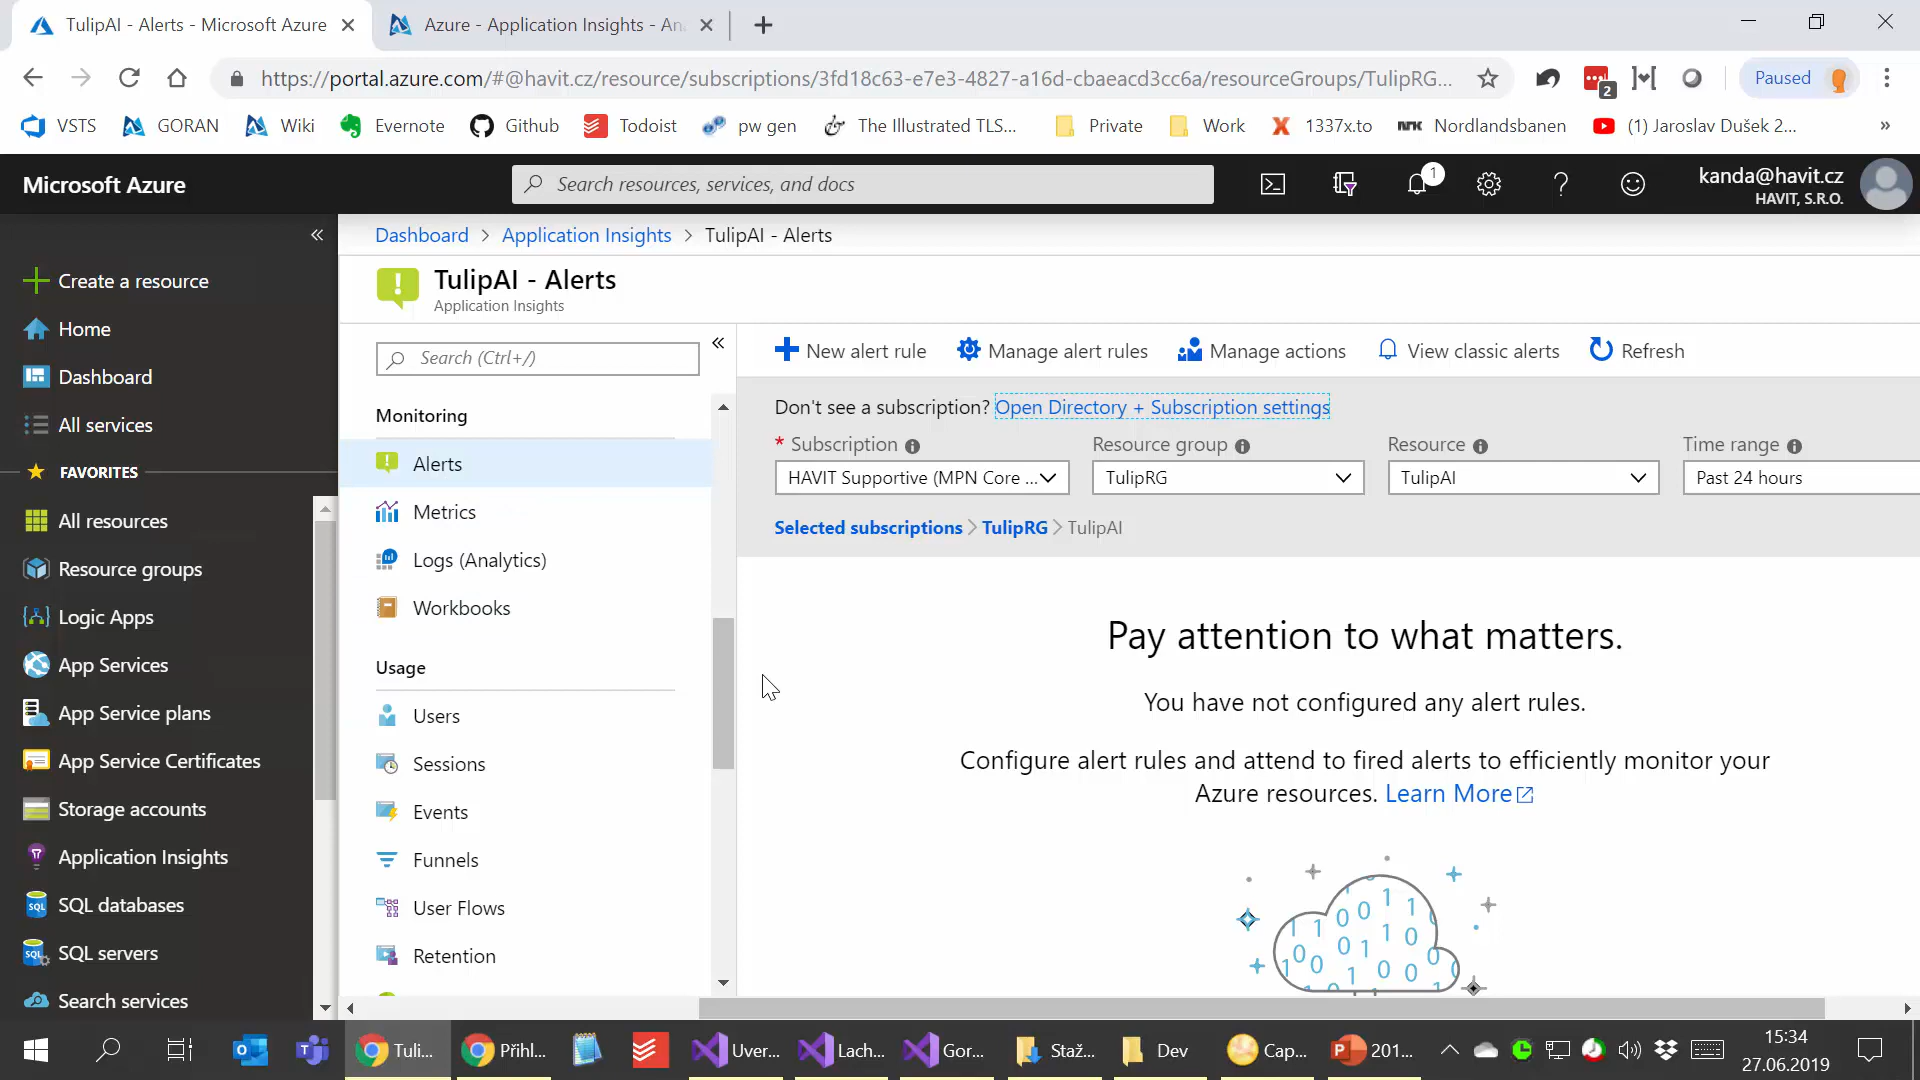 TulipAI - Alerts - Microsoft Azure
Azure - Application Insights - An
https://portal.azure.com/#@havit.cz/resource/subscriptions/3fd18c63-e7e3-4827-a16d-cbaeacd3cc6a/resourceGroups/TulipRG...
2
Paused
VSTS
GORAN
Wiki
Evernote
Github
Todoist
pw gen
The Illustrated TLS...
Private
Work
1337x.to
NRK Nordlandsbanen
(1) Jaroslav Dušek 2...
»
Microsoft Azure
Search resources, services, and docs
1
kanda@havit.cz
HAVIT, S.R.O.
Create a resource
Home
Dashboard
All services
FAVORITES
All resources
Resource groups
Logic Apps
App Services
App Service plans
App Service Certificates
Storage accounts
Application Insights
SQL databases
SQL servers
Search services
Dashboard > Application Insights > TulipAI - Alerts
TulipAI - Alerts
Application Insights
Search (Ctrl+/)
Monitoring
Alerts
Metrics
Logs (Analytics)
Workbooks
Usage
Users
Sessions
Events
Funnels
User Flows
Retention
New alert rule
Manage alert rules
Manage actions
View classic alerts
Refresh
Don't see a subscription? Open Directory + Subscription settings
* Subscription
Resource group
Resource
Time range
HAVIT Supportive (MPN Core ...
TulipRG
TulipAI
Past 24 hours
Selected subscriptions > TulipRG > TulipAI
Pay attention to what matters.
You have not configured any alert rules.
Configure alert rules and attend to fired alerts to efficiently monitor your
Azure resources. Learn More
Tuli...
Přihl...
Uver...
Lach...
Gor...
Staž...
Dev
Cap...
201...
15:34
27.06.2019